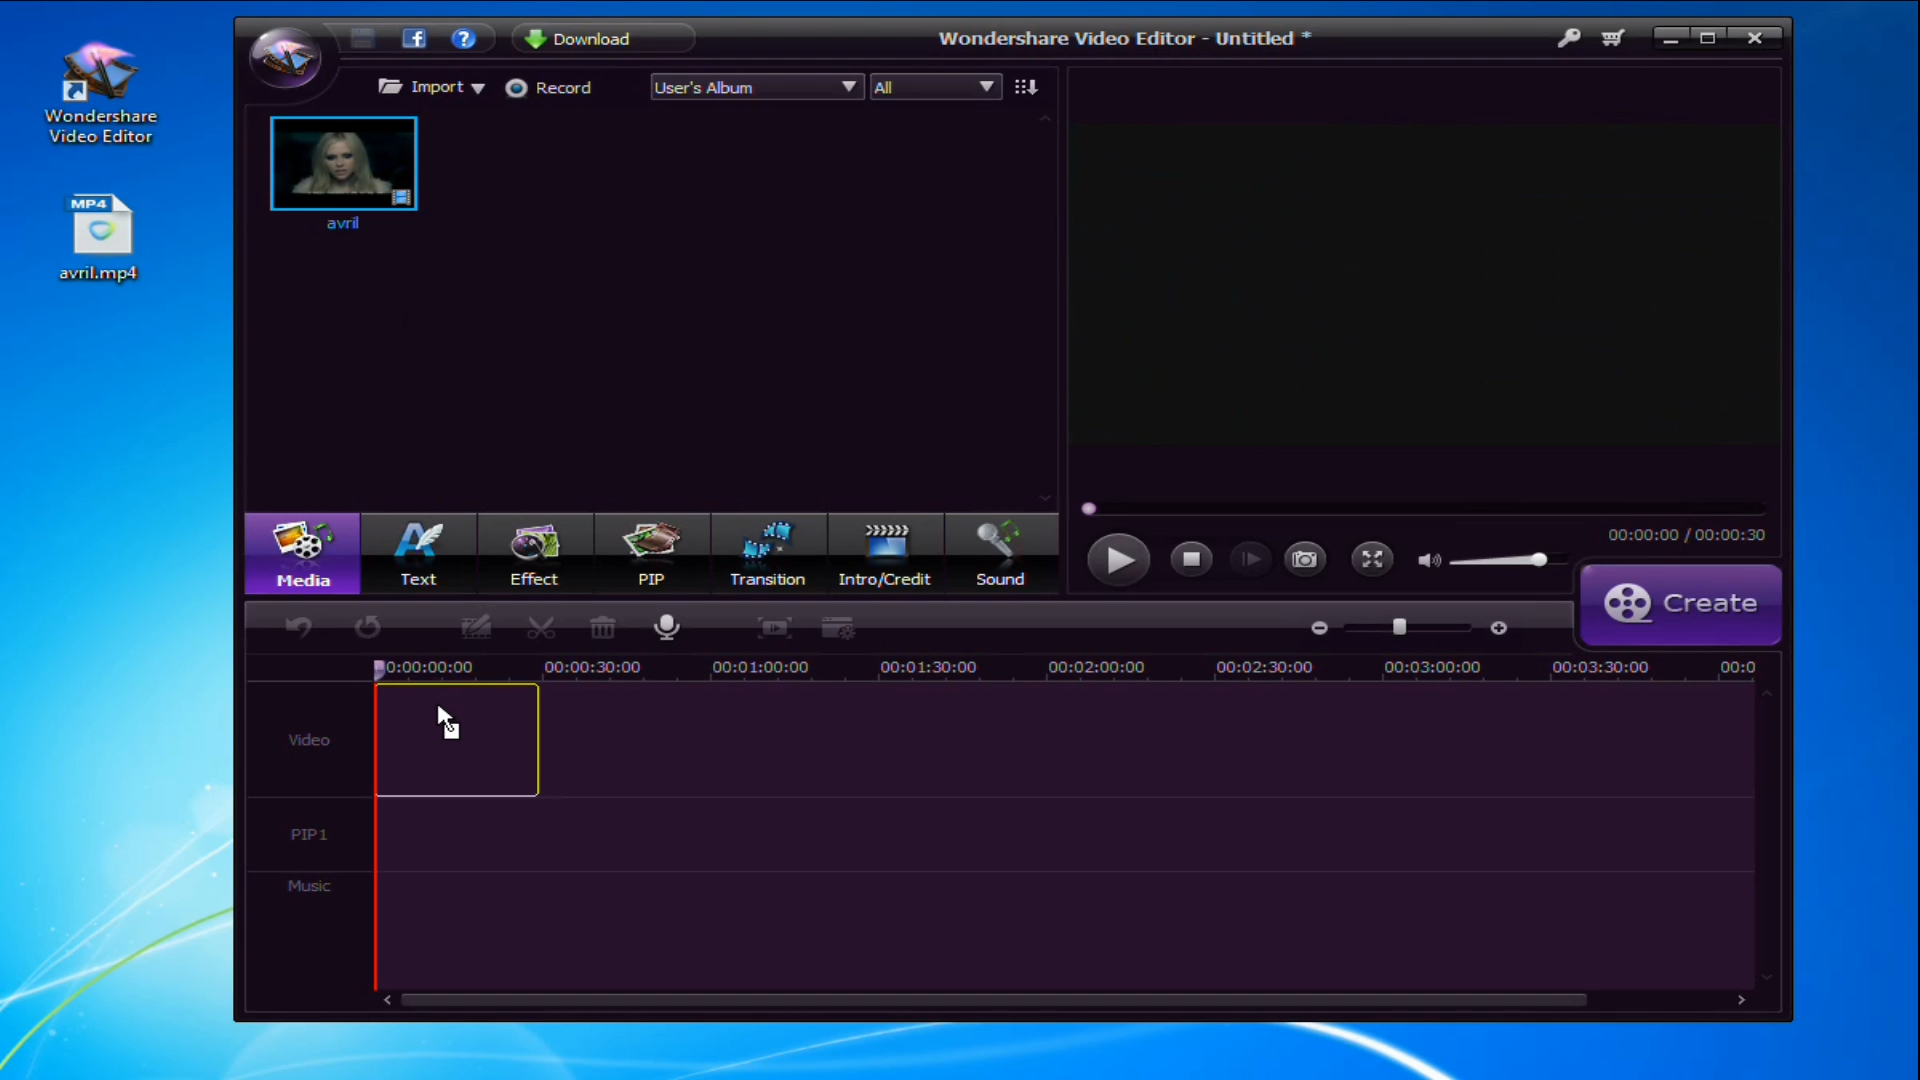 Download
Wondershare Video Editor - Untitled *
Import
Record
User's Album
All
Wondershare
Video Editor
MP4
avril.mp4
avril
00:00:00 / 00:00:30
Media
Text
Effect
PIP
Transition
Intro/Credit
Sound
Create
0:00:00:00
00:00:30:00
00:01:00:00
00:01:30:00
00:02:00:00
00:02:30:00
00:03:00:00
00:03:30:00
00:0
Video
PIP1
Music